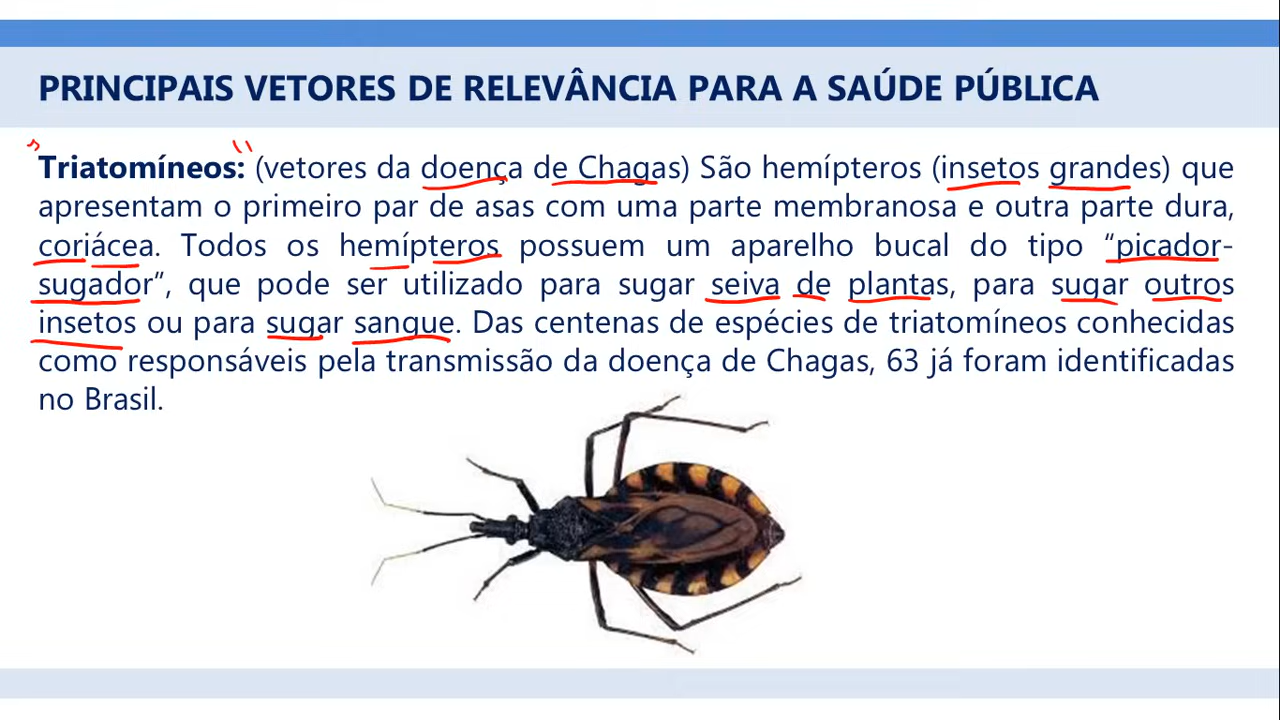 PRINCIPAIS VETORES DE RELEVÂNCIA PARA A SAÚDE PÚBLICA
Triatomíneos: (vetores da doença de Chagas) São hemípteros (insetos grandes) que
apresentam o primeiro par de asas com uma parte membranosa e outra parte dura,
coriácea. Todos os hemípteros possuem um aparelho bucal do tipo “picador-
sugador”, que pode ser utilizado para sugar seiva de plantas, para sugar outros
insetos ou para sugar sangue. Das centenas de espécies de triatomíneos conhecidas
como responsáveis pela transmissão da doença de Chagas, 63 já foram identificadas
no Brasil.